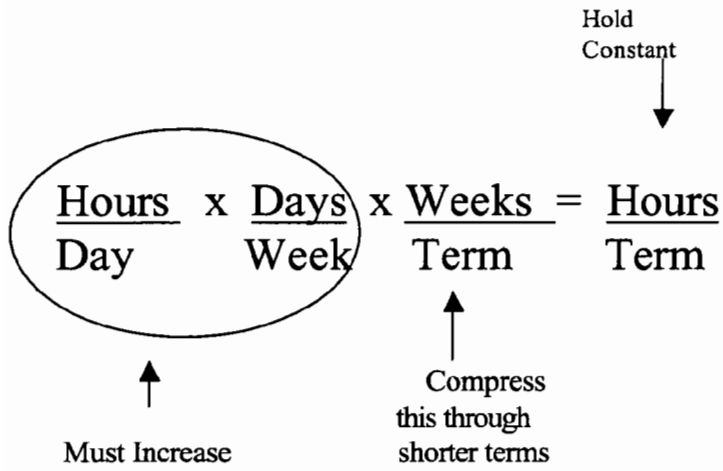 Hold
Constant
Hours x Days x Weeks = Hours
Day Week Term Term
Compress
this through
Must Increase shorter terms